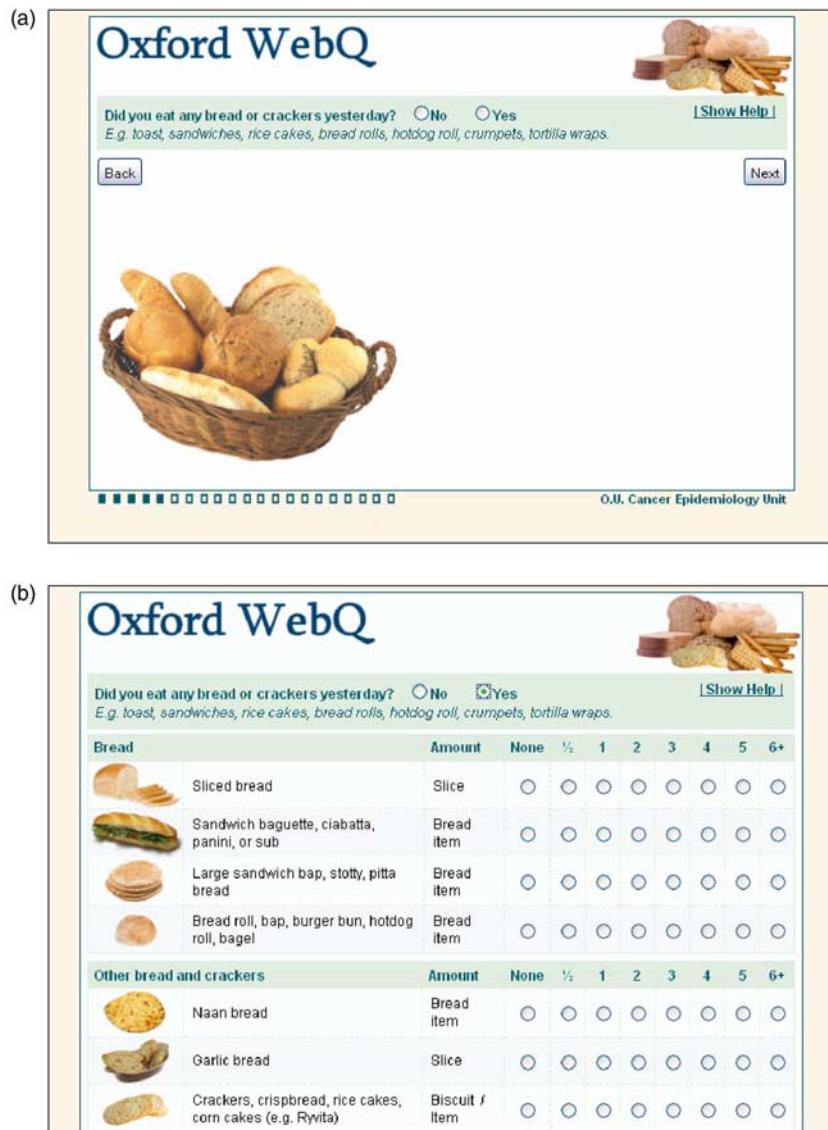 (a)
Oxford WebQ
Did you eat any bread or crackers yesterday? No Yes | Show Help |
E.g. toast, sandwiches, rice cakes, bread rolls, hotdog roll, crumpets, tortilla wraps.
Back Next
O.U. Cancer Epidemiology Unit
(b)
Oxford WebQ
Did you eat any bread or crackers yesterday? No Yes | Show Help |
E.g. toast, sandwiches, rice cakes, bread rolls, hotdog roll, crumpets, tortilla wraps.
Bread Amount None ½ 1 2 3 4 5 6+
Sliced bread Slice
Sandwich baguette, ciabatta, Bread
panini, or sub item
Large sandwich bap, stotty, pitta Bread
bread item
Bread roll, bap, burger bun, hotdog Bread
roll, bagel item
Other bread and crackers Amount None ½ 1 2 3 4 5 6+
Naan bread Bread
item
Garlic bread Slice
Crackers, crispbread, rice cakes, Biscuit /
corn cakes (e.g. Ryvita) Item